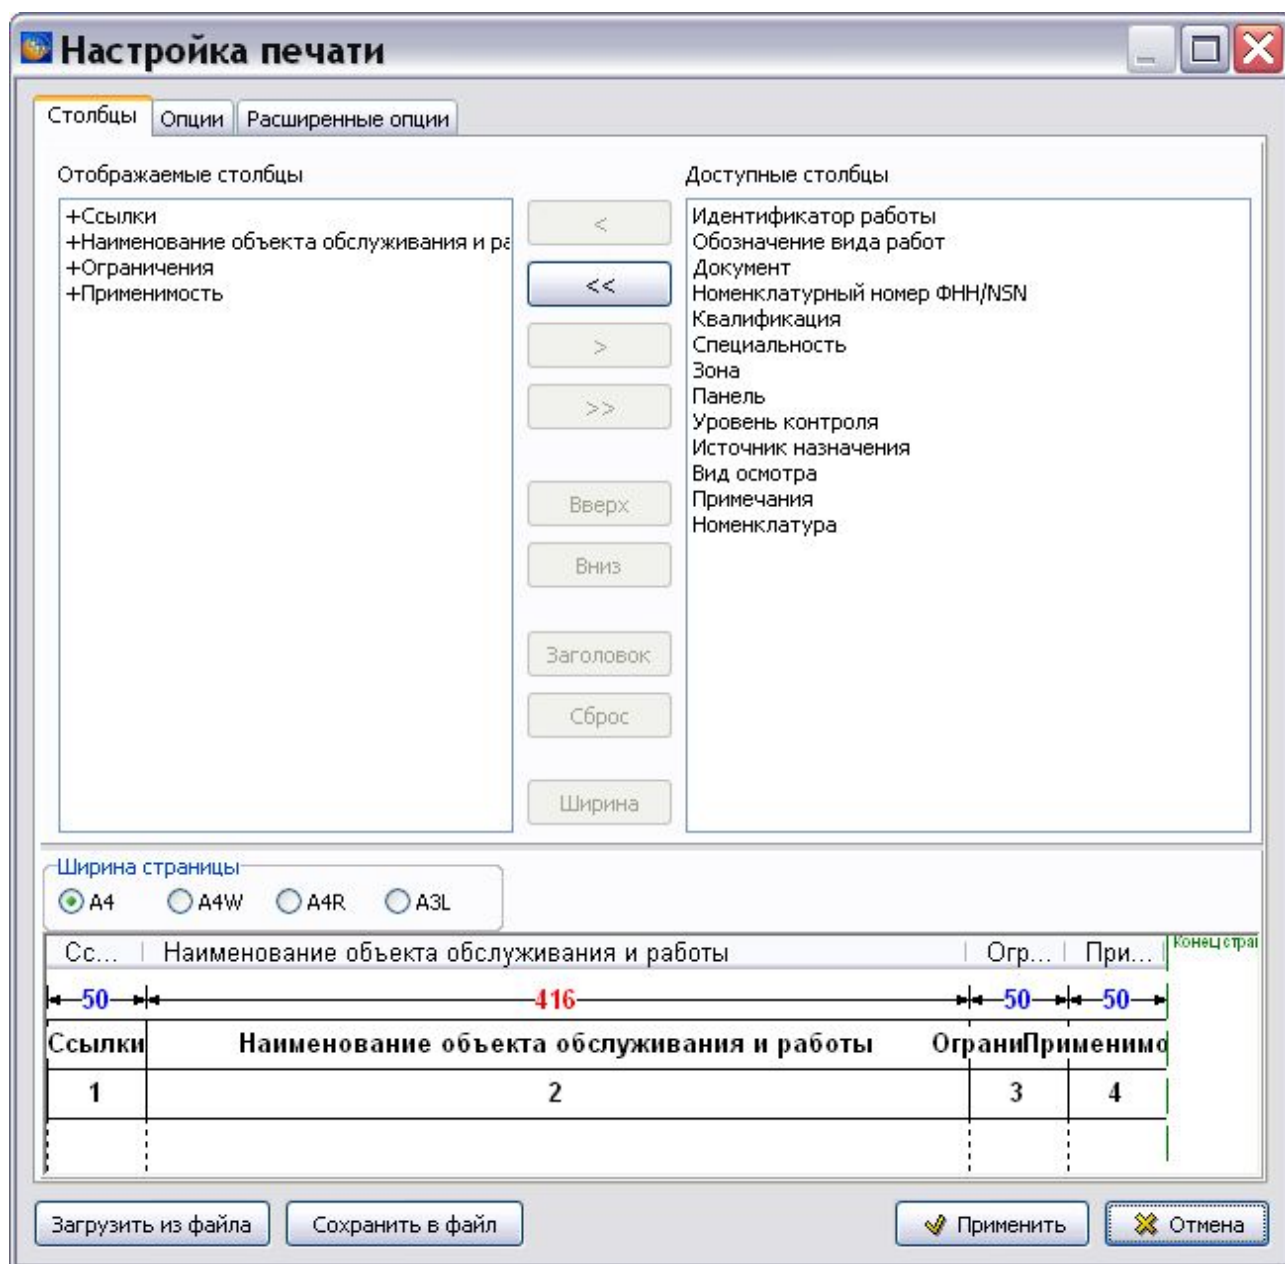 Настройка печати
Столбцы Опции Расширенные опции
Отображаемые столбцы
+Ссылки
+Наименование объекта обслуживания и ра
+Ограничения
+Применимость
<
<<
>
>>
Вверх
Вниз
Заголовок
Сброс
Ширина
Доступные столбцы
Идентификатор работы
Обозначение вида работ
Документ
Номенклатурный номер ФНН/NSN
Квалификация
Специальность
Зона
Панель
Уровень контроля
Источник назначения
Вид осмотра
Примечания
Номенклатура
Ширина страницы
A4 A4W A4R A3L
Сс... Наименование объекта обслуживания и работы Огр... При... Конец стра
50 416 50 50
Ссылки Наименование объекта обслуживания и работы Ограни Применимо
1 2 3 4
Загрузить из файла Сохранить в файл Применить Отмена